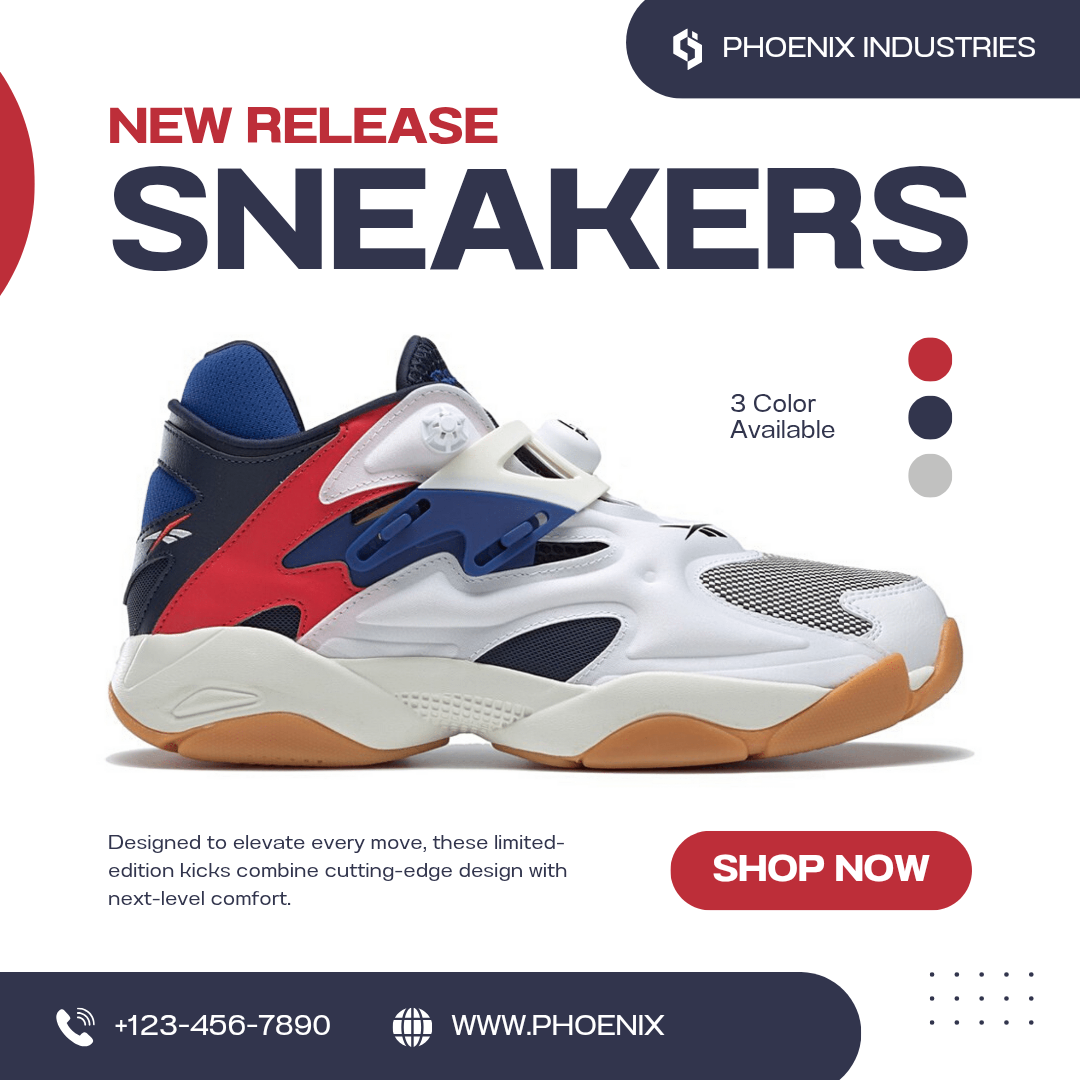 PHOENIX INDUSTRIES
NEW RELEASE
SNEAKERS
3 Color
Available
Designed to elevate every move, these limited-
edition kicks combine cutting-edge design with
next-level comfort.
SHOP NOW
+123-456-7890
WWW.PHOENIX